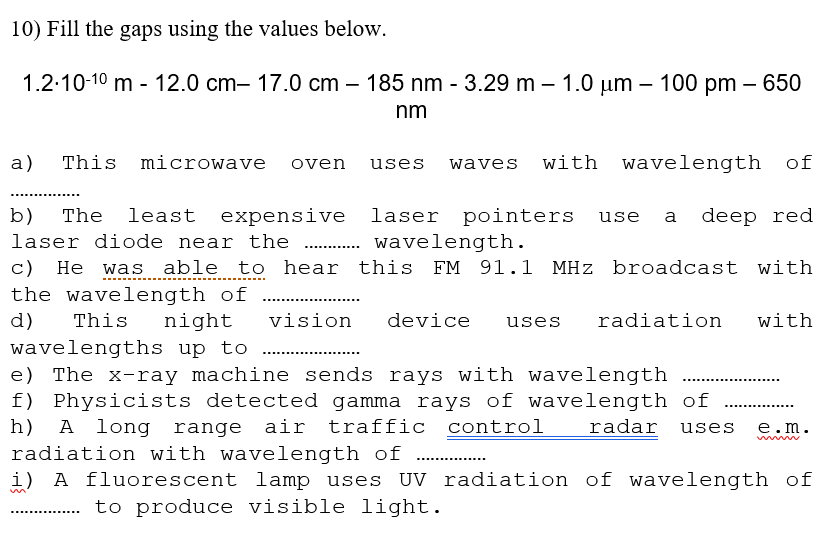 10) Fill the gaps using the values below.
1.2·10⁻¹⁰ m - 12.0 cm– 17.0 cm – 185 nm - 3.29 m – 1.0 μm – 100 pm – 650
nm
a) This microwave oven uses waves with wavelength of
...............
b) The least expensive laser pointers use a deep red
laser diode near the ............ wavelength.
c) He was able to hear this FM 91.1 MHz broadcast with
the wavelength of .....................
d) This night vision device uses radiation with
wavelengths up to .....................
e) The x-ray machine sends rays with wavelength .....................
f) Physicists detected gamma rays of wavelength of ...............
h) A long range air traffic control radar uses e.m.
radiation with wavelength of ...............
i) A fluorescent lamp uses UV radiation of wavelength of
............... to produce visible light.